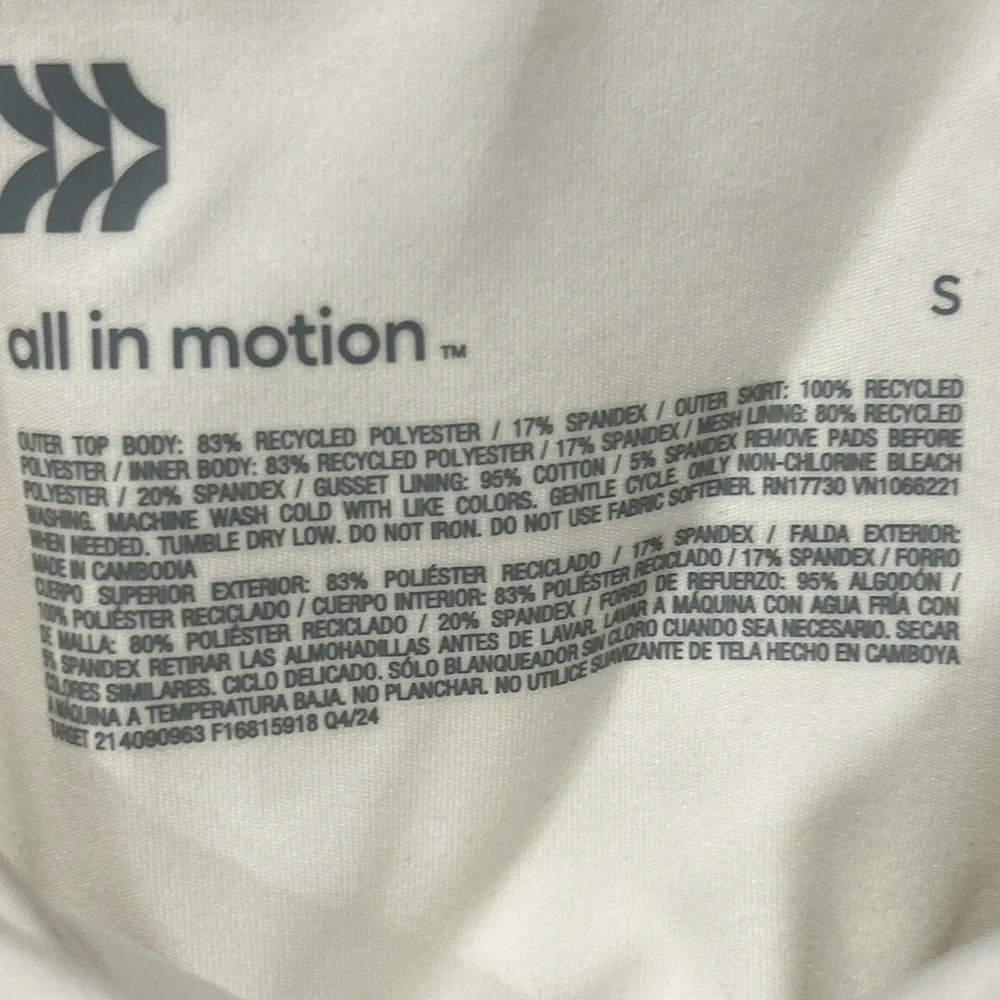 all in motion ™
S
OUTER TOP BODY: 83% RECYCLED POLYESTER / 17% SPANDEX / OUTER SKIRT: 100% RECYCLED
POLYESTER / INNER BODY: 83% RECYCLED POLYESTER / 17% SPANDEX / MESH LINING: 80% RECYCLED
POLYESTER / 20% SPANDEX / GUSSET LINING: 95% COTTON / 5% SPANDEX REMOVE PADS BEFORE
WASHING. MACHINE WASH COLD WITH LIKE COLORS. GENTLE CYCLE. ONLY NON-CHLORINE BLEACH
WHEN NEEDED. TUMBLE DRY LOW. DO NOT IRON. DO NOT USE FABRIC SOFTENER. RN17730 VN1066221
MADE IN CAMBODIA
CUERPO SUPERIOR EXTERIOR: 83% POLIÉSTER RECICLADO / 17% SPANDEX / FALDA EXTERIOR:
100% POLIÉSTER RECICLADO / CUERPO INTERIOR: 83% POLIÉSTER RECICLADO / 17% SPANDEX / FORRO
DE MALLA: 80% POLIÉSTER RECICLADO / 20% SPANDEX / FORRO DE REFUERZO: 95% ALGODÓN /
5% SPANDEX RETIRAR LAS ALMOHADILLAS ANTES DE LAVAR. LAVAR A MÁQUINA CON AGUA FRÍA CON
COLORES SIMILARES. CICLO DELICADO. SÓLO BLANQUEADOR SIN CLORO CUANDO SEA NECESARIO. SECAR
A MÁQUINA A TEMPERATURA BAJA. NO PLANCHAR. NO UTILICE SUAVIZANTE DE TELA HECHO EN CAMBOYA
TARGET 214090963 F16815918 Q4/24